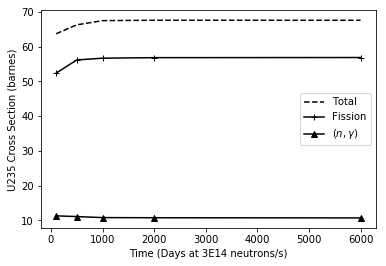 70
60
50
40
30
20
10
U235 Cross Section (barnes)
Total
Fission
(n, γ)
0 1000 2000 3000 4000 5000 6000
Time (Days at 3E14 neutrons/s)